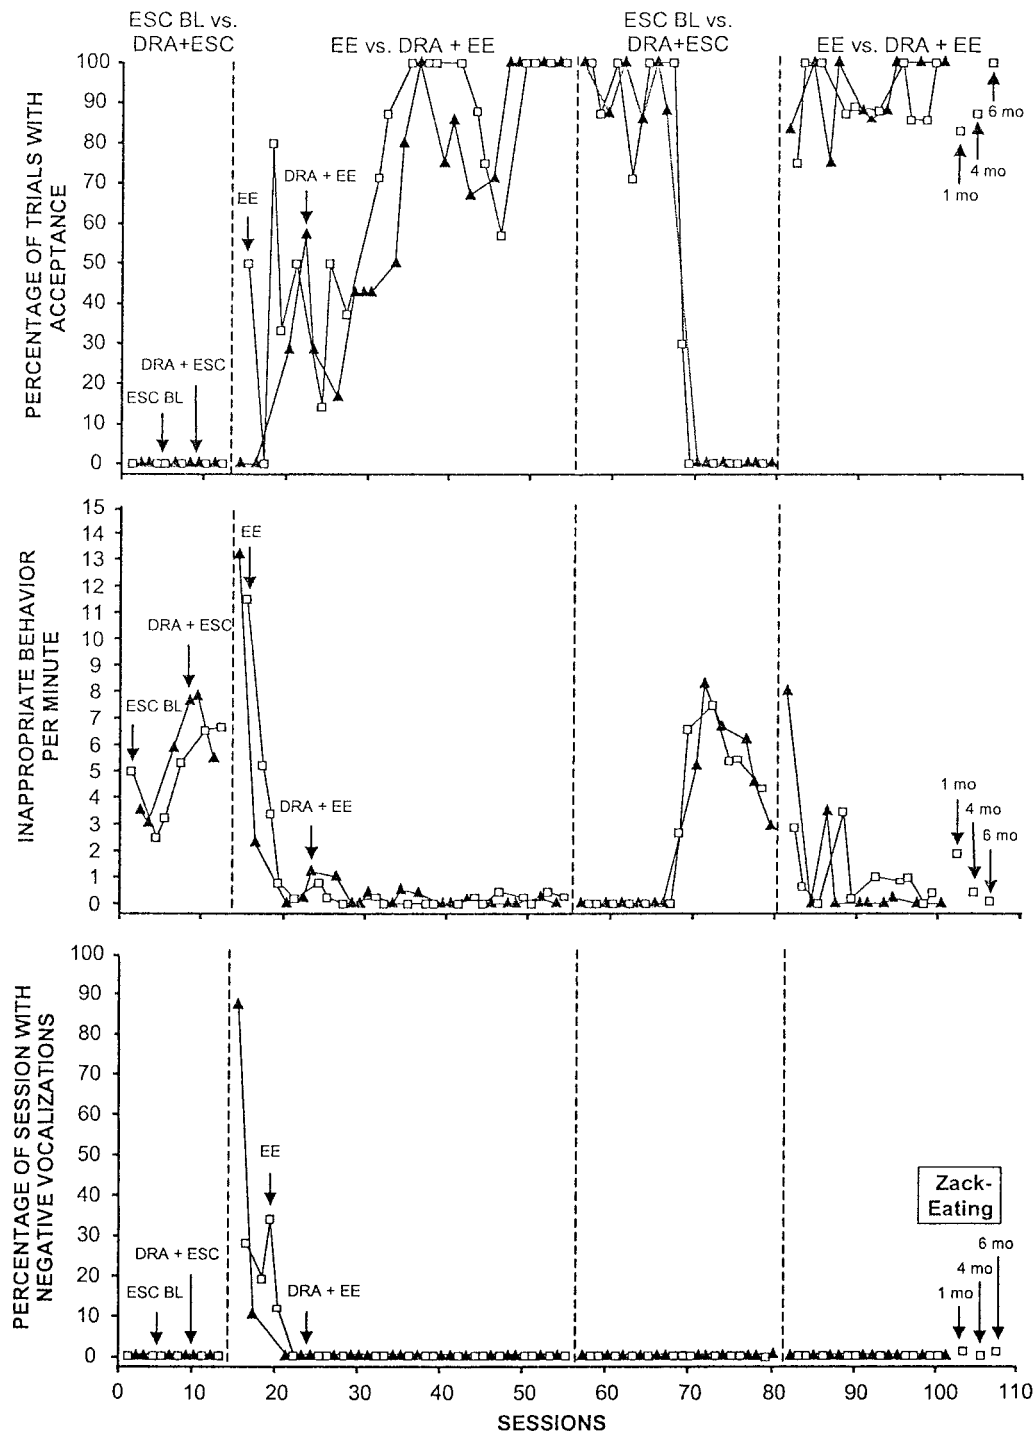 ESC BL vs.
DRA+ESC
EE vs. DRA + EE
ESC BL vs.
DRA+ESC
EE vs. DRA + EE
PERCENTAGE OF TRIALS WITH
ACCEPTANCE
100
90
80
70
60
50
40
30
20
10
0
EE
DRA + EE
DRA + ESC
ESC BL
6 mo
4 mo
1 mo
INAPPROPRIATE BEHAVIOR
PER MINUTE
15
14
13
12
11
10
9
8
7
6
5
4
3
2
1
0
EE
DRA + ESC
ESC BL
DRA + EE
1 mo
4 mo
6 mo
PERCENTAGE OF SESSION WITH
NEGATIVE VOCALIZATIONS
100
90
80
70
60
50
40
30
20
10
0
EE
DRA + ESC
ESC BL
DRA + EE
Zack-
Eating
6 mo
4 mo
1 mo
0 10 20 30 40 50 60 70 80 90 100 110
SESSIONS